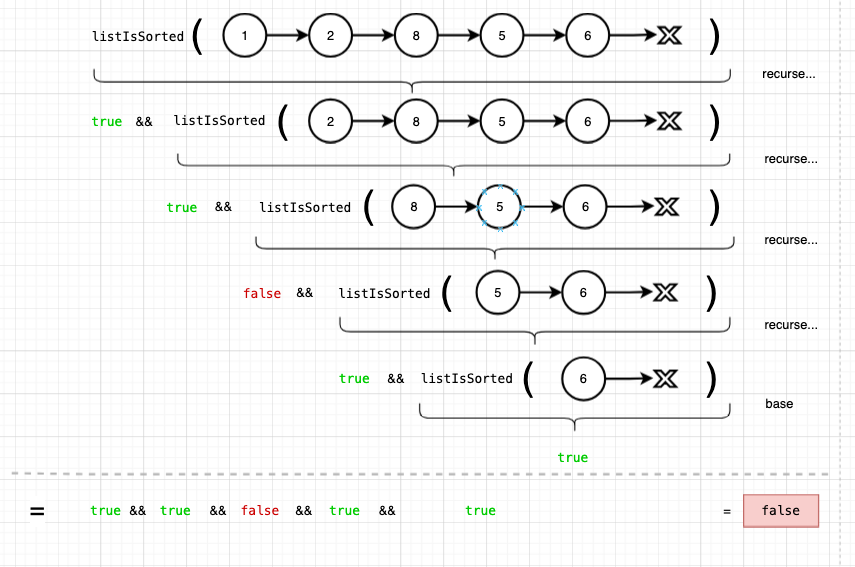 listIsSorted ( 1 2 8 5 6 X )
recurse...
true && listIsSorted ( 2 8 5 6 X )
recurse...
true && listIsSorted ( 8 5 6 X )
recurse...
false && listIsSorted ( 5 6 X )
recurse...
true && listIsSorted ( 6 X )
base
true
= true && true && false && true && true = false